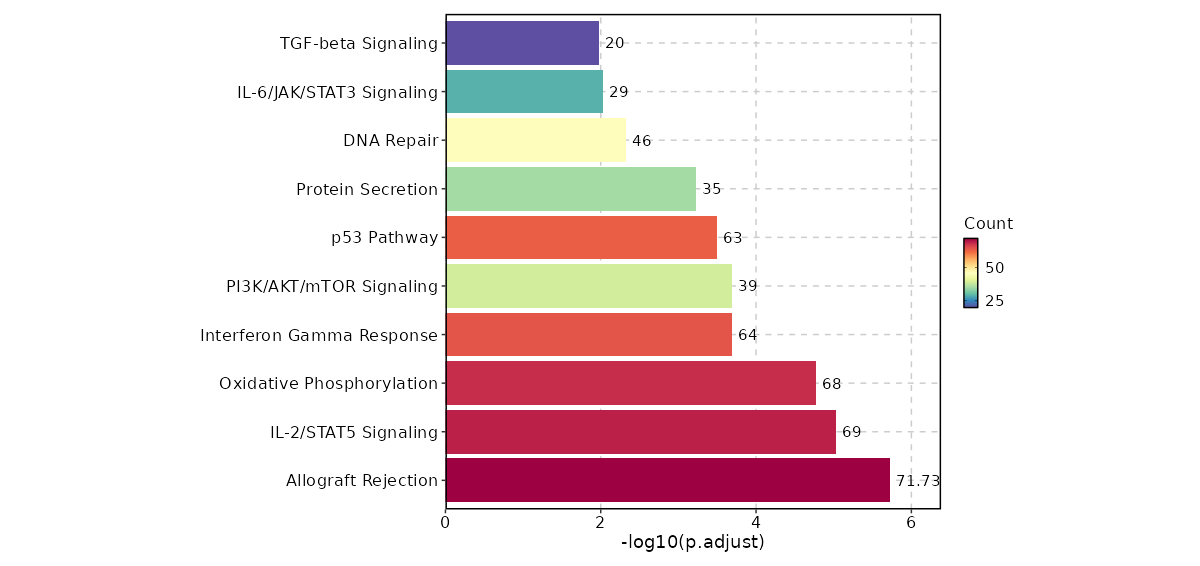 TGF-beta Signaling
20
IL-6/JAK/STAT3 Signaling
29
DNA Repair
46
Protein Secretion
35
p53 Pathway
63
PI3K/AKT/mTOR Signaling
39
Interferon Gamma Response
64
Oxidative Phosphorylation
68
IL-2/STAT5 Signaling
69
Allograft Rejection
71.73
0 2 4 6
-log10(p.adjust)
Count
50
25